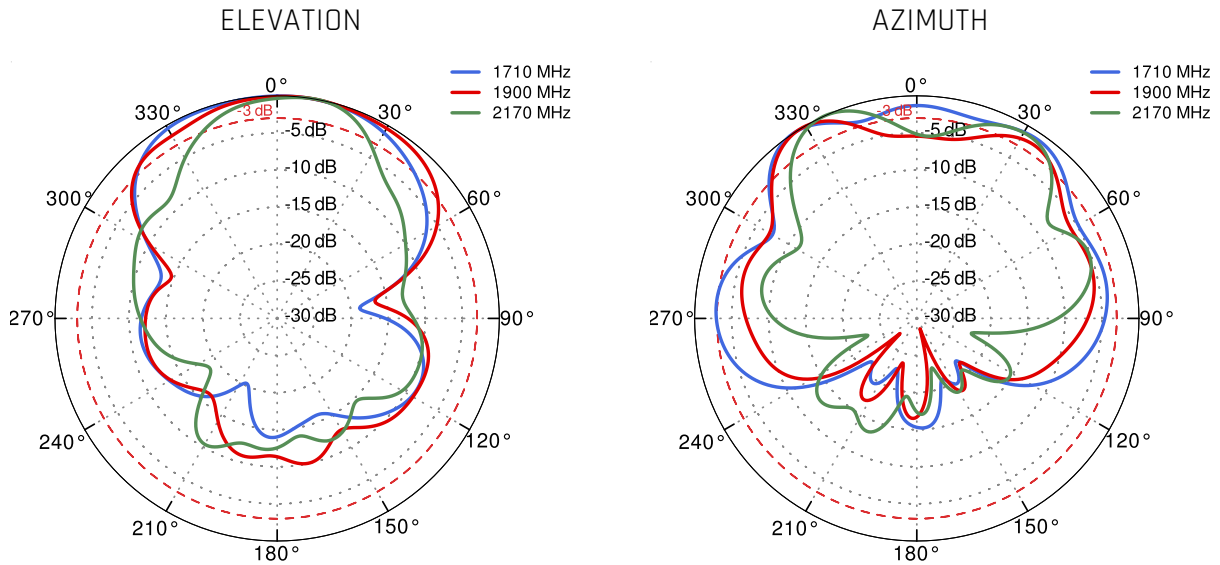 ELEVATION
1710 MHz
1900 MHz
2170 MHz
0°
-3 dB
330°
30°
-5 dB
-10 dB
300°
60°
-15 dB
-20 dB
-25 dB
-30 dB
270°
90°
240°
120°
210°
150°
180°
AZIMUTH
1710 MHz
1900 MHz
2170 MHz
0°
-3 dB
330°
30°
-5 dB
-10 dB
300°
60°
-15 dB
-20 dB
-25 dB
-30 dB
270°
90°
240°
120°
210°
150°
180°